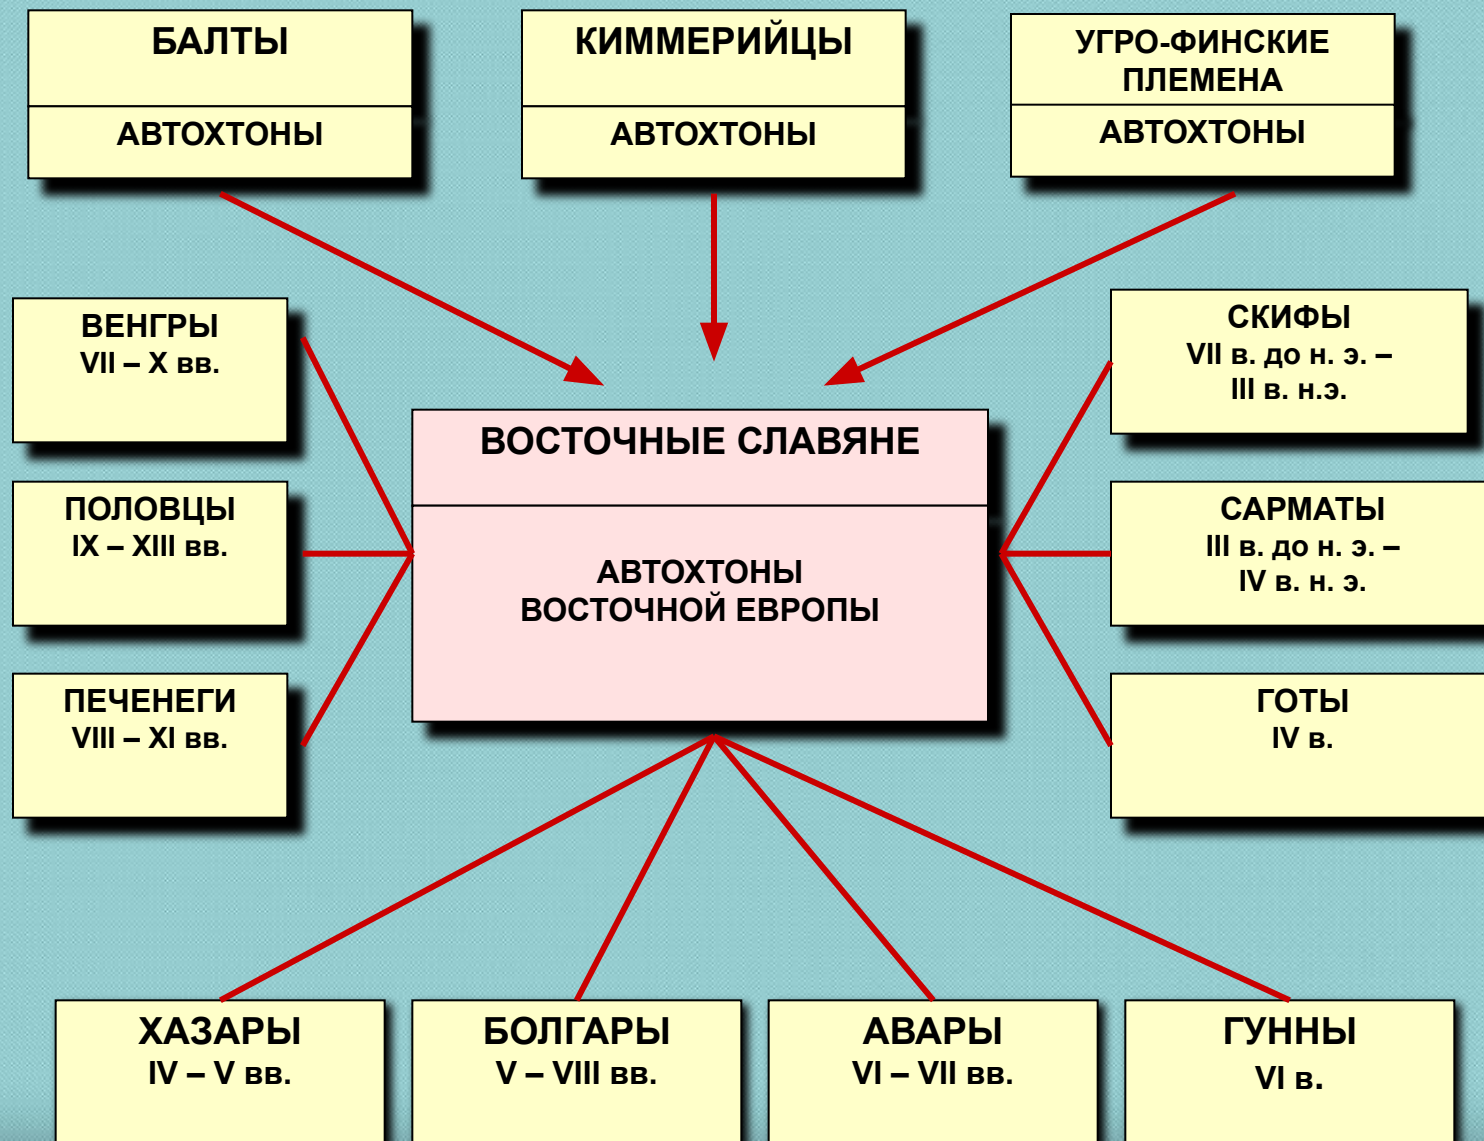 БАЛТЫ
АВТОХТОНЫ
КИММЕРИЙЦЫ
АВТОХТОНЫ
УГРО-ФИНСКИЕ
ПЛЕМЕНА
АВТОХТОНЫ
ВЕНГРЫ
VII – X вв.
ПОЛОВЦЫ
IX – XIII вв.
ПЕЧЕНЕГИ
VIII – XI вв.
ВОСТОЧНЫЕ СЛАВЯНЕ
АВТОХТОНЫ
ВОСТОЧНОЙ ЕВРОПЫ
СКИФЫ
VII в. до н. э. –
III в. н.э.
САРМАТЫ
III в. до н. э. –
IV в. н. э.
ГОТЫ
IV в.
ХАЗАРЫ
IV – V вв.
БОЛГАРЫ
V – VIII вв.
АВАРЫ
VI – VII вв.
ГУННЫ
VI в.